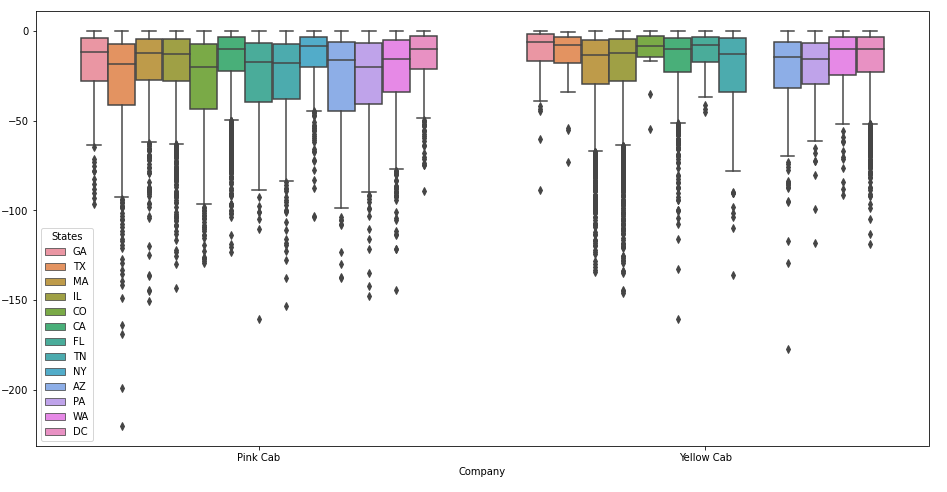 0
−50
−100
−150
−200
States
GA
TX
MA
IL
CO
CA
FL
TN
NY
AZ
PA
WA
DC
Pink Cab
Yellow Cab
Company